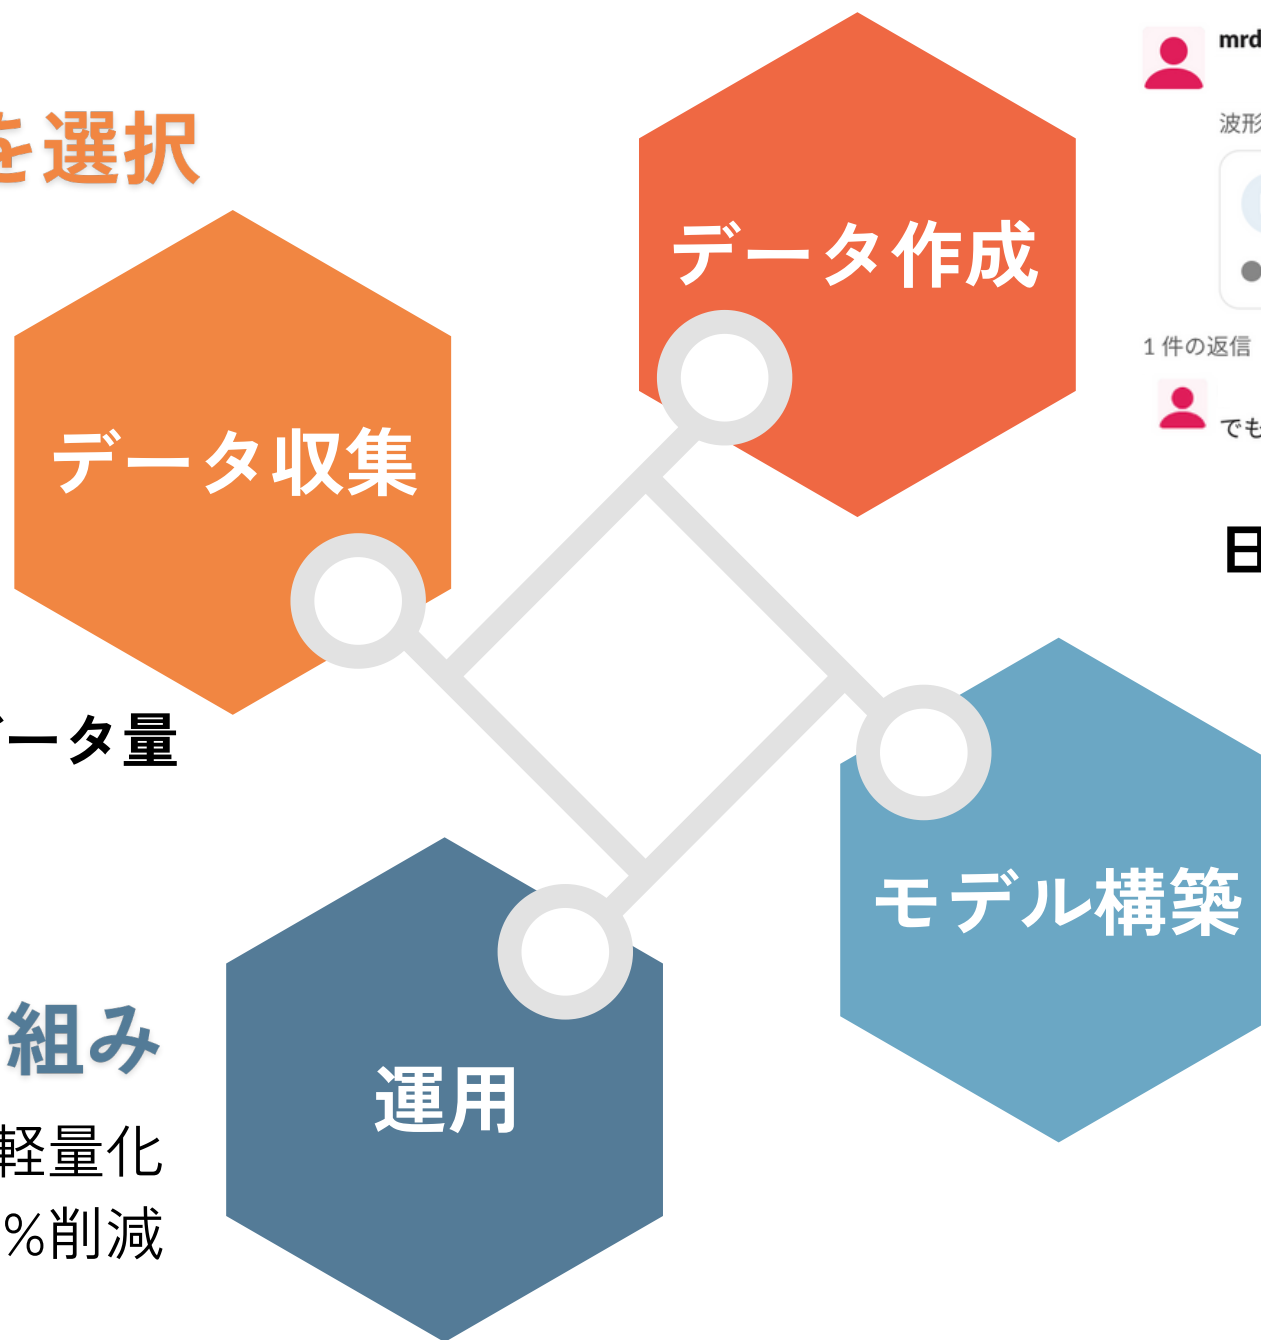 を選択
データ収集
データ量
データ作成
mrd
波形
1 件の返信
でも
日
モデル構築
組み
軽量化
%削減
運用